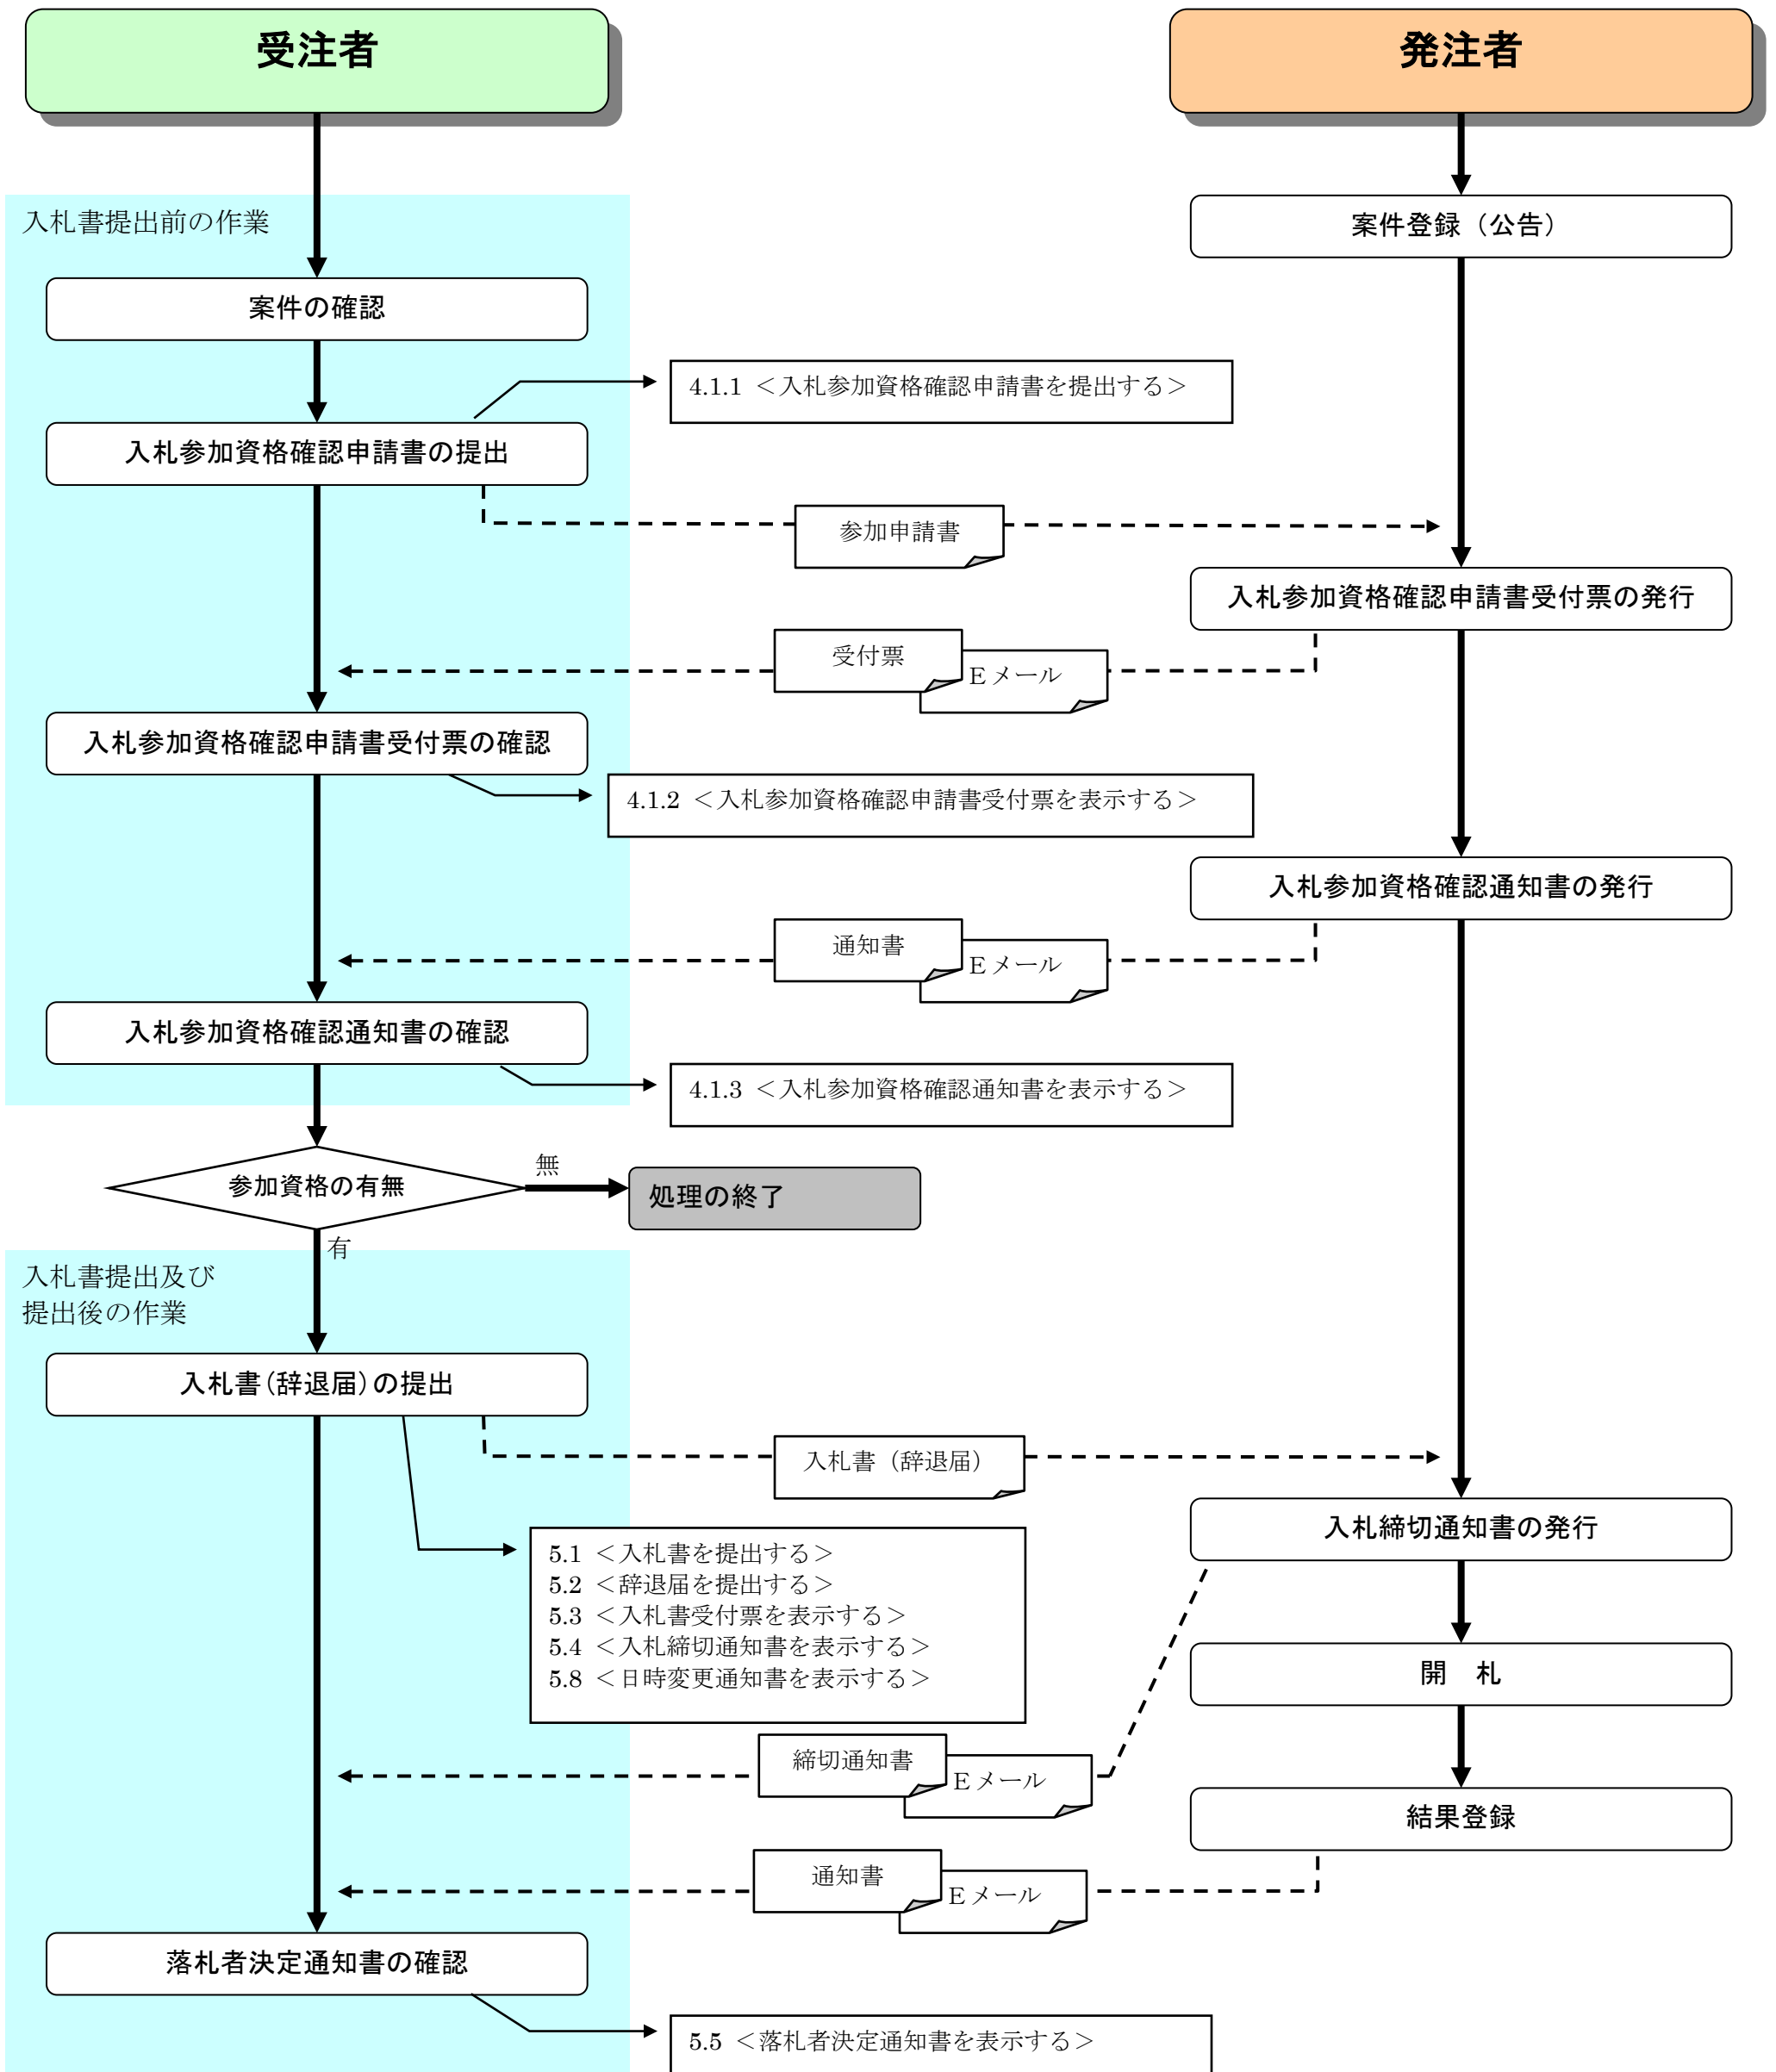 受注者
発注者
入札書提出前の作業
案件登録（公告）
案件の確認
4.1.1 ＜入札参加資格確認申請書を提出する＞
入札参加資格確認申請書の提出
参加申請書
入札参加資格確認申請書受付票の発行
受付票
Ｅメール
入札参加資格確認申請書受付票の確認
4.1.2 ＜入札参加資格確認申請書受付票を表示する＞
入札参加資格確認通知書の発行
通知書
Ｅメール
入札参加資格確認通知書の確認
4.1.3 ＜入札参加資格確認通知書を表示する＞
参加資格の有無
無
処理の終了
有
入札書提出及び
提出後の作業
入札書(辞退届)の提出
入札書（辞退届）
入札締切通知書の発行
5.1 ＜入札書を提出する＞
5.2 ＜辞退届を提出する＞
5.3 ＜入札書受付票を表示する＞
5.4 ＜入札締切通知書を表示する＞
5.8 ＜日時変更通知書を表示する＞
開　札
締切通知書
Ｅメール
結果登録
通知書
Ｅメール
落札者決定通知書の確認
5.5 ＜落札者決定通知書を表示する＞